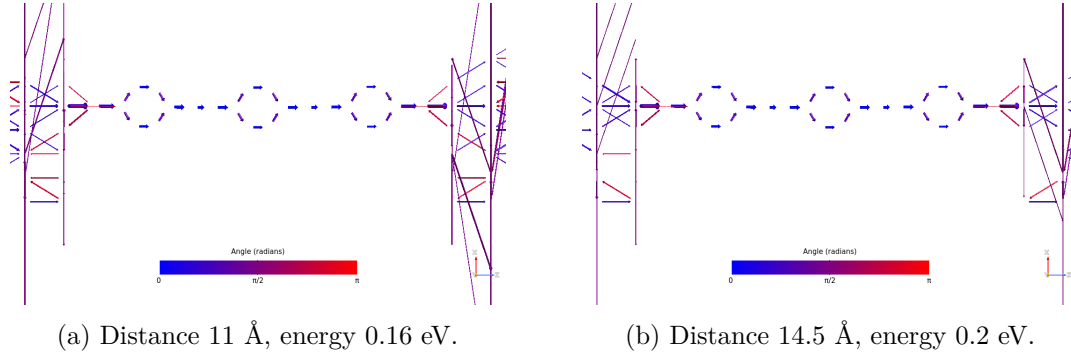 Angle (radians)
0
π/2
π
Angle (radians)
0
π/2
π
(a) Distance 11 Å, energy 0.16 eV.
(b) Distance 14.5 Å, energy 0.2 eV.